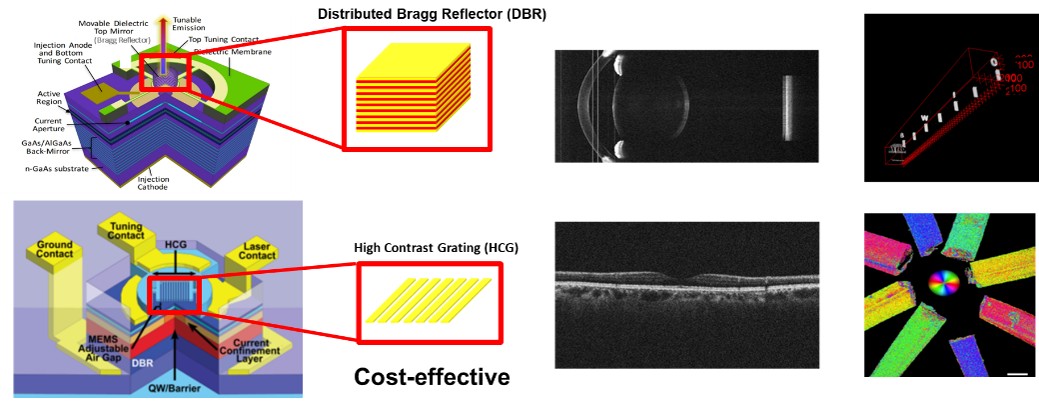 Distributed Bragg Reflector (DBR)
Movable Dielectric
Top Mirror
(Bragg Reflector)
Tunable
Emission
Top Tuning Contact
Dielectric Membrane
Injection Anode
and Bottom
Tuning Contact
Active
Region
Current
Aperture
GaAs/AlGaAs
Back-Mirror
n-GaAs substrate
Injection
Cathode
Ground
Contact
Tuning
Contact
HCG
Laser
Contact
MEMS
Adjustable
Air Gap
DBR
Current
Confinement
Layer
QW/Barrier
High Contrast Grating (HCG)
Cost-effective